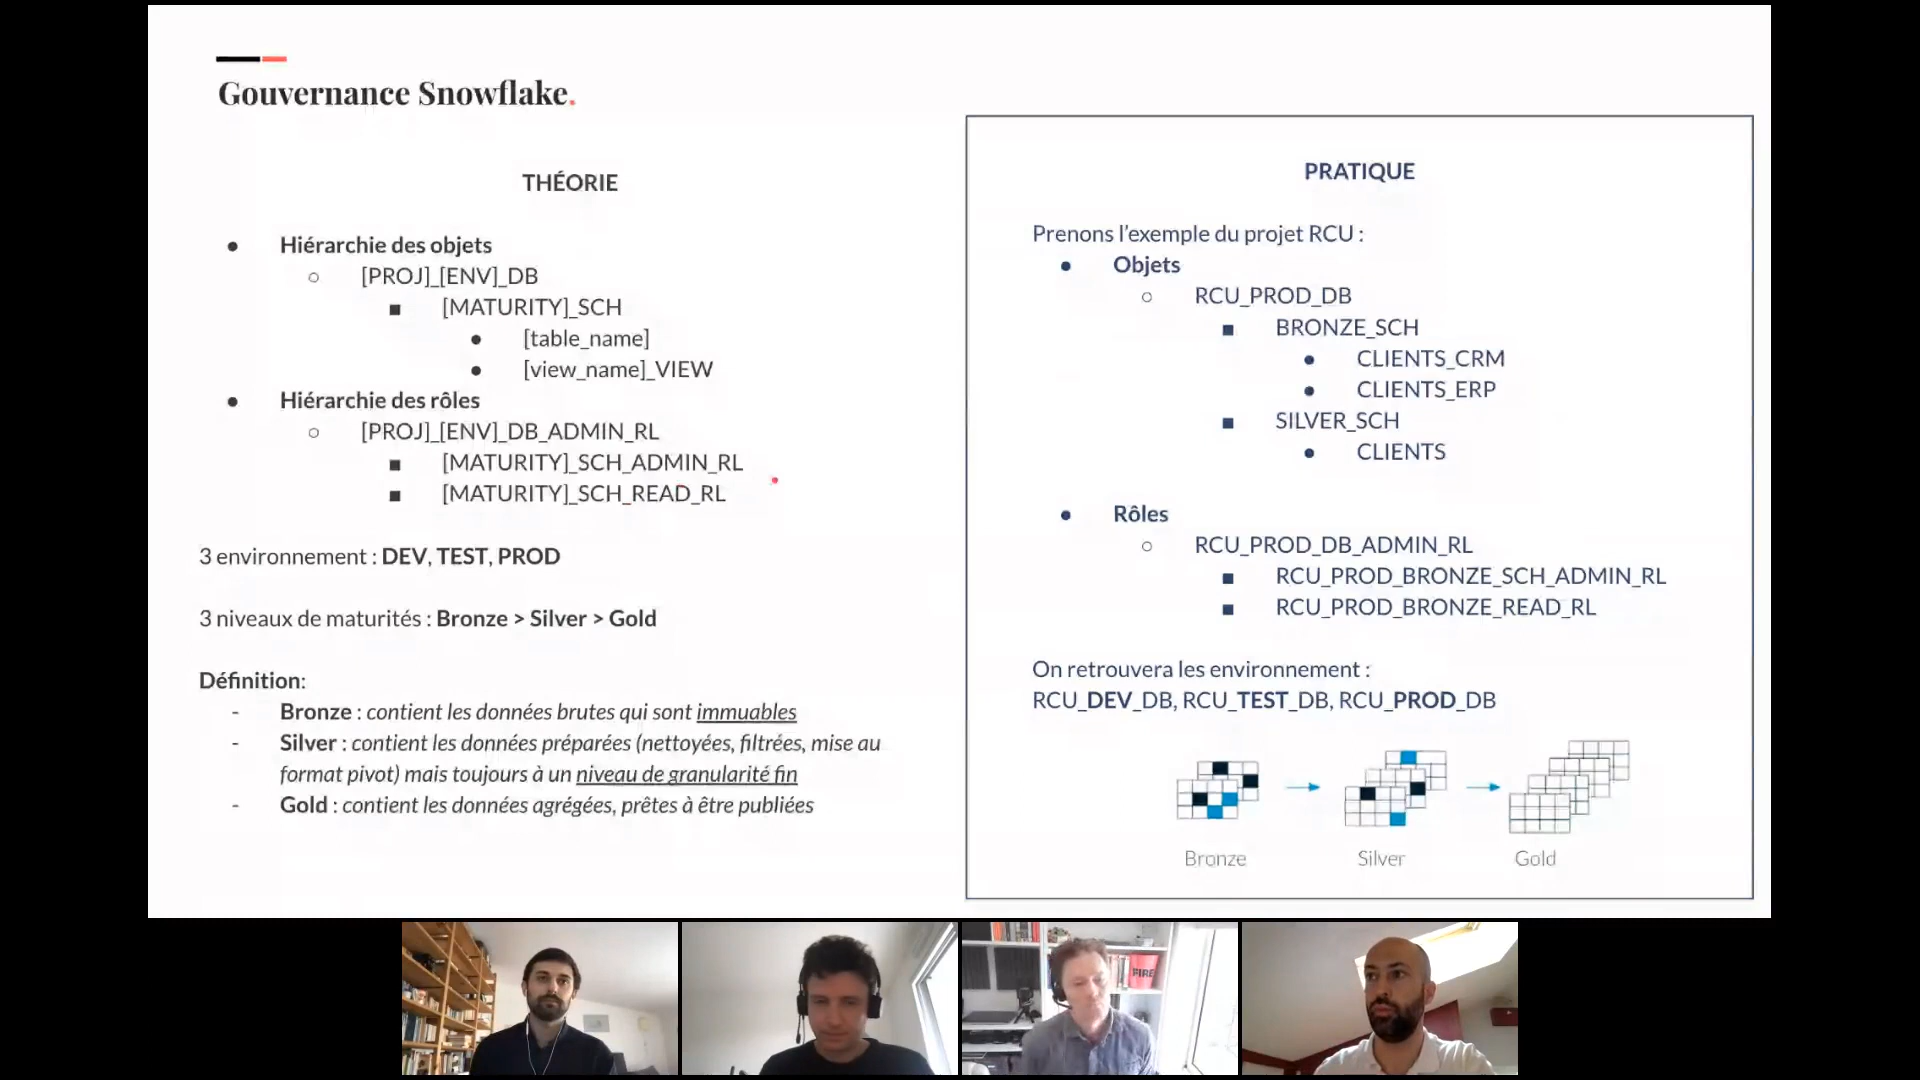 Gouvernance Snowflake.
THÉORIE
● Hiérarchie des objets
○ [PROJ]_[ENV]_DB
■ [MATURITY]_SCH
● [table_name]
● [view_name]_VIEW
● Hiérarchie des rôles
○ [PROJ]_[ENV]_DB_ADMIN_RL
■ [MATURITY]_SCH_ADMIN_RL
■ [MATURITY]_SCH_READ_RL
3 environnement : DEV, TEST, PROD
3 niveaux de maturités : Bronze > Silver > Gold
Définition:
- Bronze : contient les données brutes qui sont immuables
- Silver : contient les données préparées (nettoyées, filtrées, mise au
format pivot) mais toujours à un niveau de granularité fin
- Gold : contient les données agrégées, prêtes à être publiées
PRATIQUE
Prenons l'exemple du projet RCU :
● Objets
○ RCU_PROD_DB
■ BRONZE_SCH
● CLIENTS_CRM
● CLIENTS_ERP
■ SILVER_SCH
● CLIENTS
● Rôles
○ RCU_PROD_DB_ADMIN_RL
■ RCU_PROD_BRONZE_SCH_ADMIN_RL
■ RCU_PROD_BRONZE_READ_RL
On retrouvera les environnement :
RCU_DEV_DB, RCU_TEST_DB, RCU_PROD_DB
Bronze
Silver
Gold
FIRE